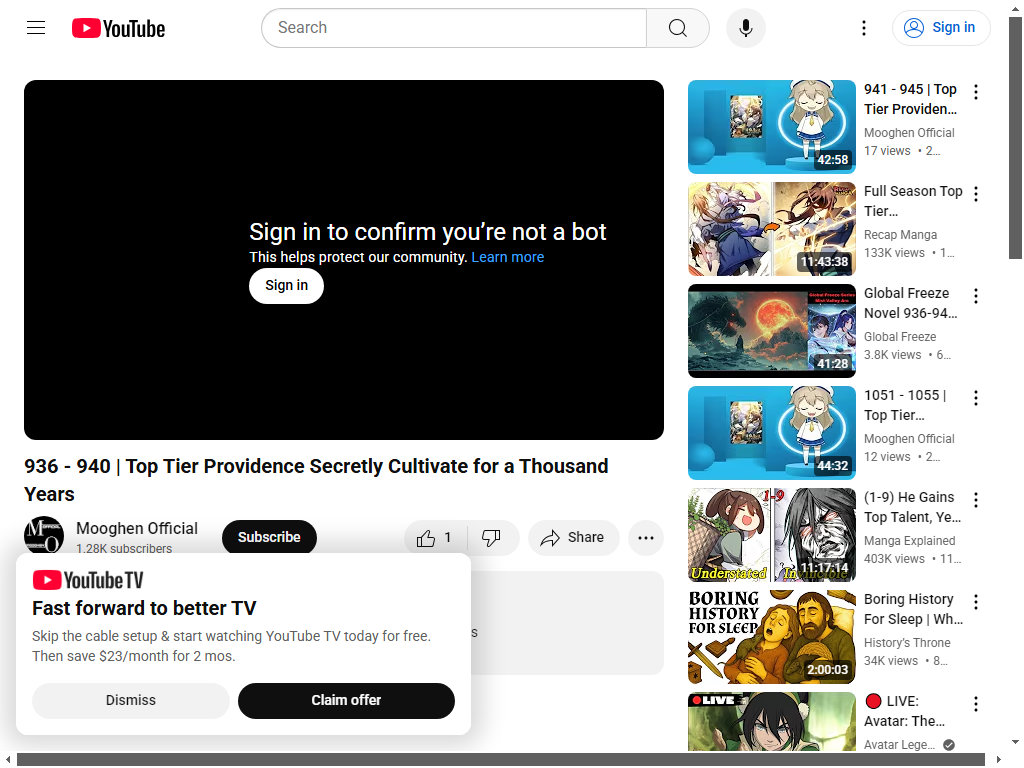 YouTube
Search
Sign in
Sign in to confirm you're not a bot
This helps protect our community. Learn more
Sign in
936 - 940 | Top Tier Providence Secretly Cultivate for a Thousand
Years
Mooghen Official
1.28K subscribers
Subscribe
1
Share
YouTube TV
Fast forward to better TV
Skip the cable setup & start watching YouTube TV today for free.
Then save $23/month for 2 mos.
Dismiss
Claim offer
42:58
941 - 945 | Top
Tier Providen...
Mooghen Official
17 views • 2...
11:43:38
Full Season Top
Tier...
Recap Manga
133K views • 1...
41:28
Global Freeze
Novel 936-94...
Global Freeze
3.8K views • 6...
44:32
1051 - 1055 |
Top Tier...
Mooghen Official
12 views • 2...
1-9
Understated Invincible
11:17:14
(1-9) He Gains
Top Talent, Ye...
Manga Explained
403K views • 11...
BORING
HISTORY
FOR SLEEP
2:00:03
Boring History
For Sleep | Wh...
History's Throne
34K views • 8...
LIVE
LIVE:
Avatar: The...
Avatar Lege...